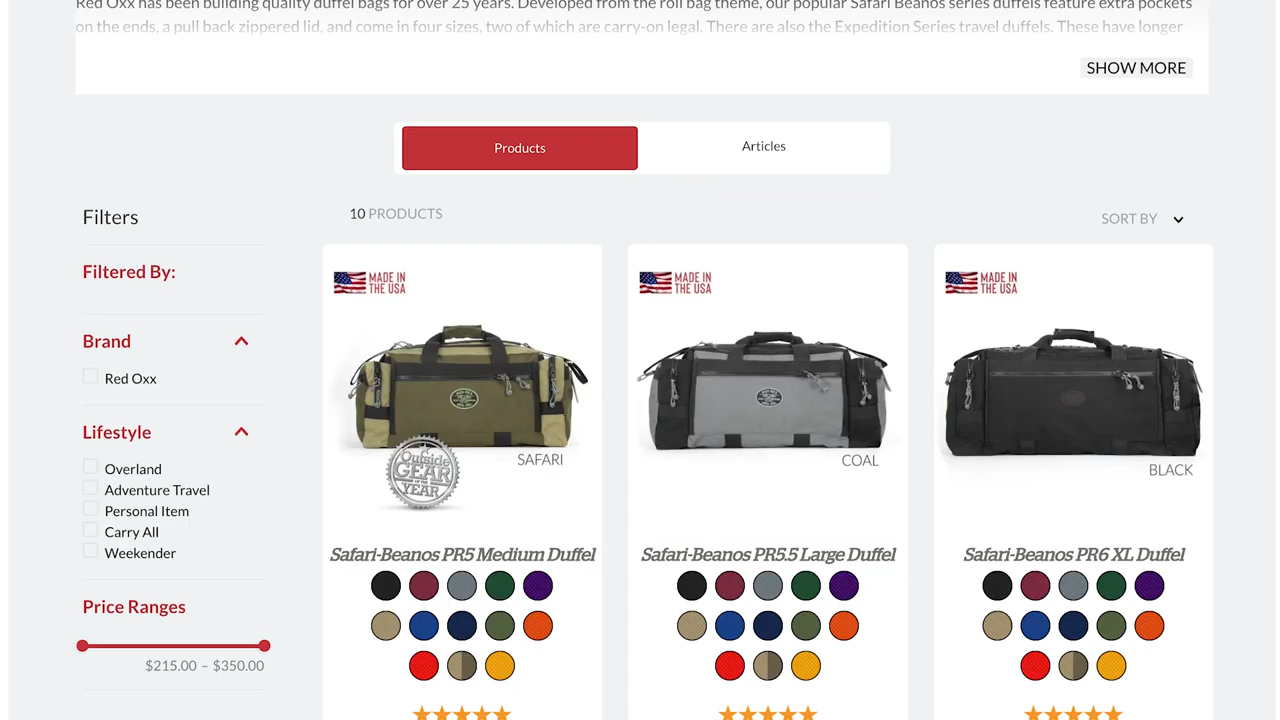 Red Oxx has been building quality duffel bags for over 25 years. Developed from the roll bag theme, our popular Safari Beanos series duffels feature extra pockets
on the ends, a pull back zippered lid, and come in four sizes, two of which are carry-on legal. There are also the Expedition Series travel duffels. These have longer
SHOW MORE
Products
Articles
Filters
10 PRODUCTS
SORT BY
Filtered By:
Brand
Red Oxx
Lifestyle
Overland
Adventure Travel
Personal Item
Carry All
Weekender
Price Ranges
$215.00 – $350.00
MADE IN
THE USA
Outside
GEAR
OF THE
YEAR
SAFARI
Safari-Beanos PR5 Medium Duffel
MADE IN
THE USA
COAL
Safari-Beanos PR5.5 Large Duffel
MADE IN
THE USA
BLACK
Safari-Beanos PR6 XL Duffel